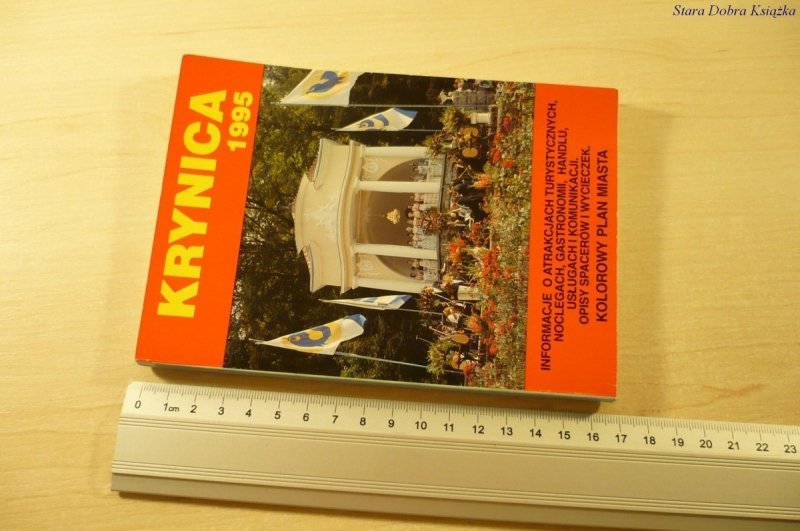 Stara Dobra Książka
KRYNICA
1995
INFORMACJE O ATRAKCJACH TURYSTYCZNYCH,
NOCLEGACH, GASTRONOMII, HANDLU,
USŁUGACH I KOMUNIKACJI.
OPISY SPACERÓW I WYCIECZEK.
KOLOROWY PLAN MIASTA
0 1cm 2 3 4 5 6 7 8 9 10 11 12 13 14 15 16 17 18 19 20 21 22 23